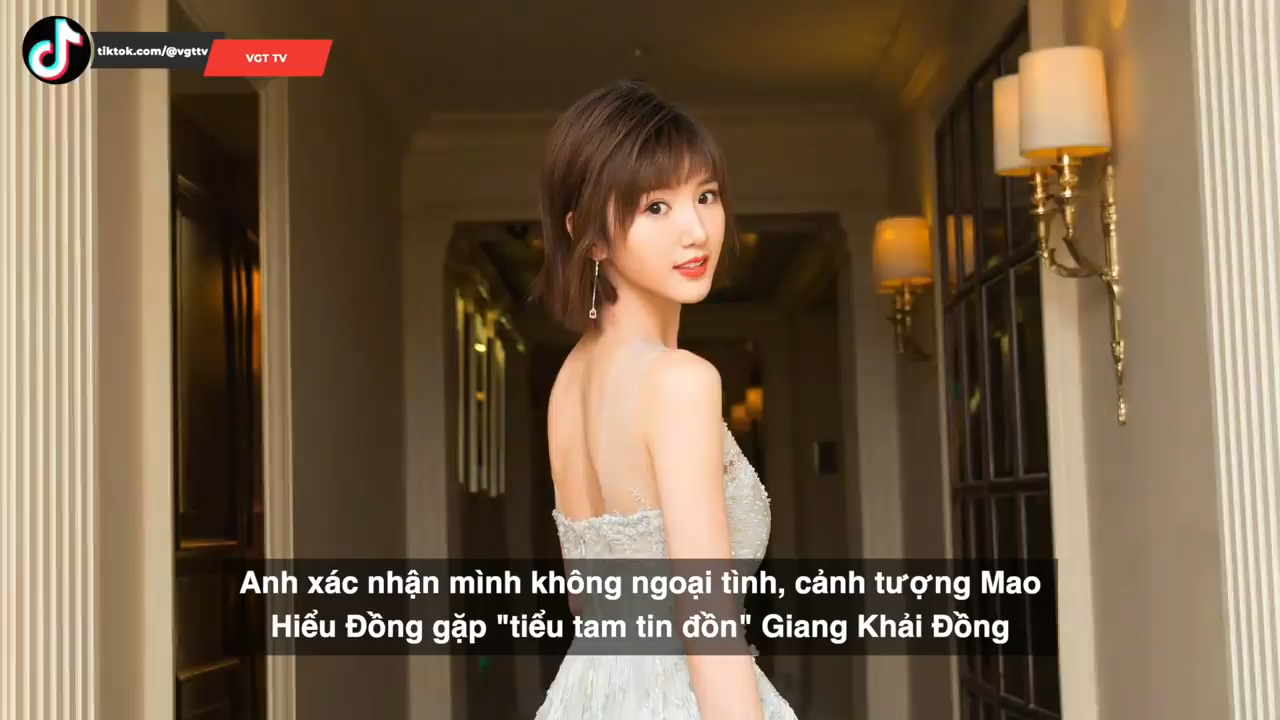 tiktok.com/@vgttv
VGT TV
Anh xác nhận mình không ngoại tình, cảnh tượng Mao
Hiểu Đồng gặp "tiểu tam tin đồn" Giang Khải Đồng